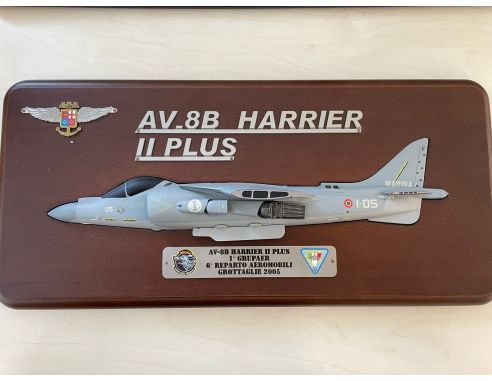 AV-8B HARRIER
II PLUS
MARINA
1-05
05
AV-8B HARRIER II PLUS
1° GRUPAER
6° REPARTO AEROMOBILI
GROTTAGLIE 2005